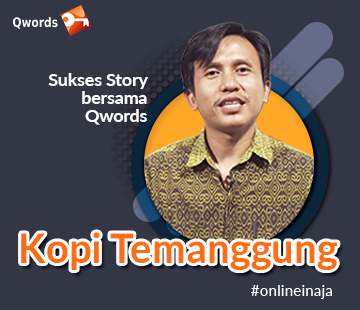 Qwords
Sukses Story
bersama
Qwords
Kopi Temanggung
#onlineinaja